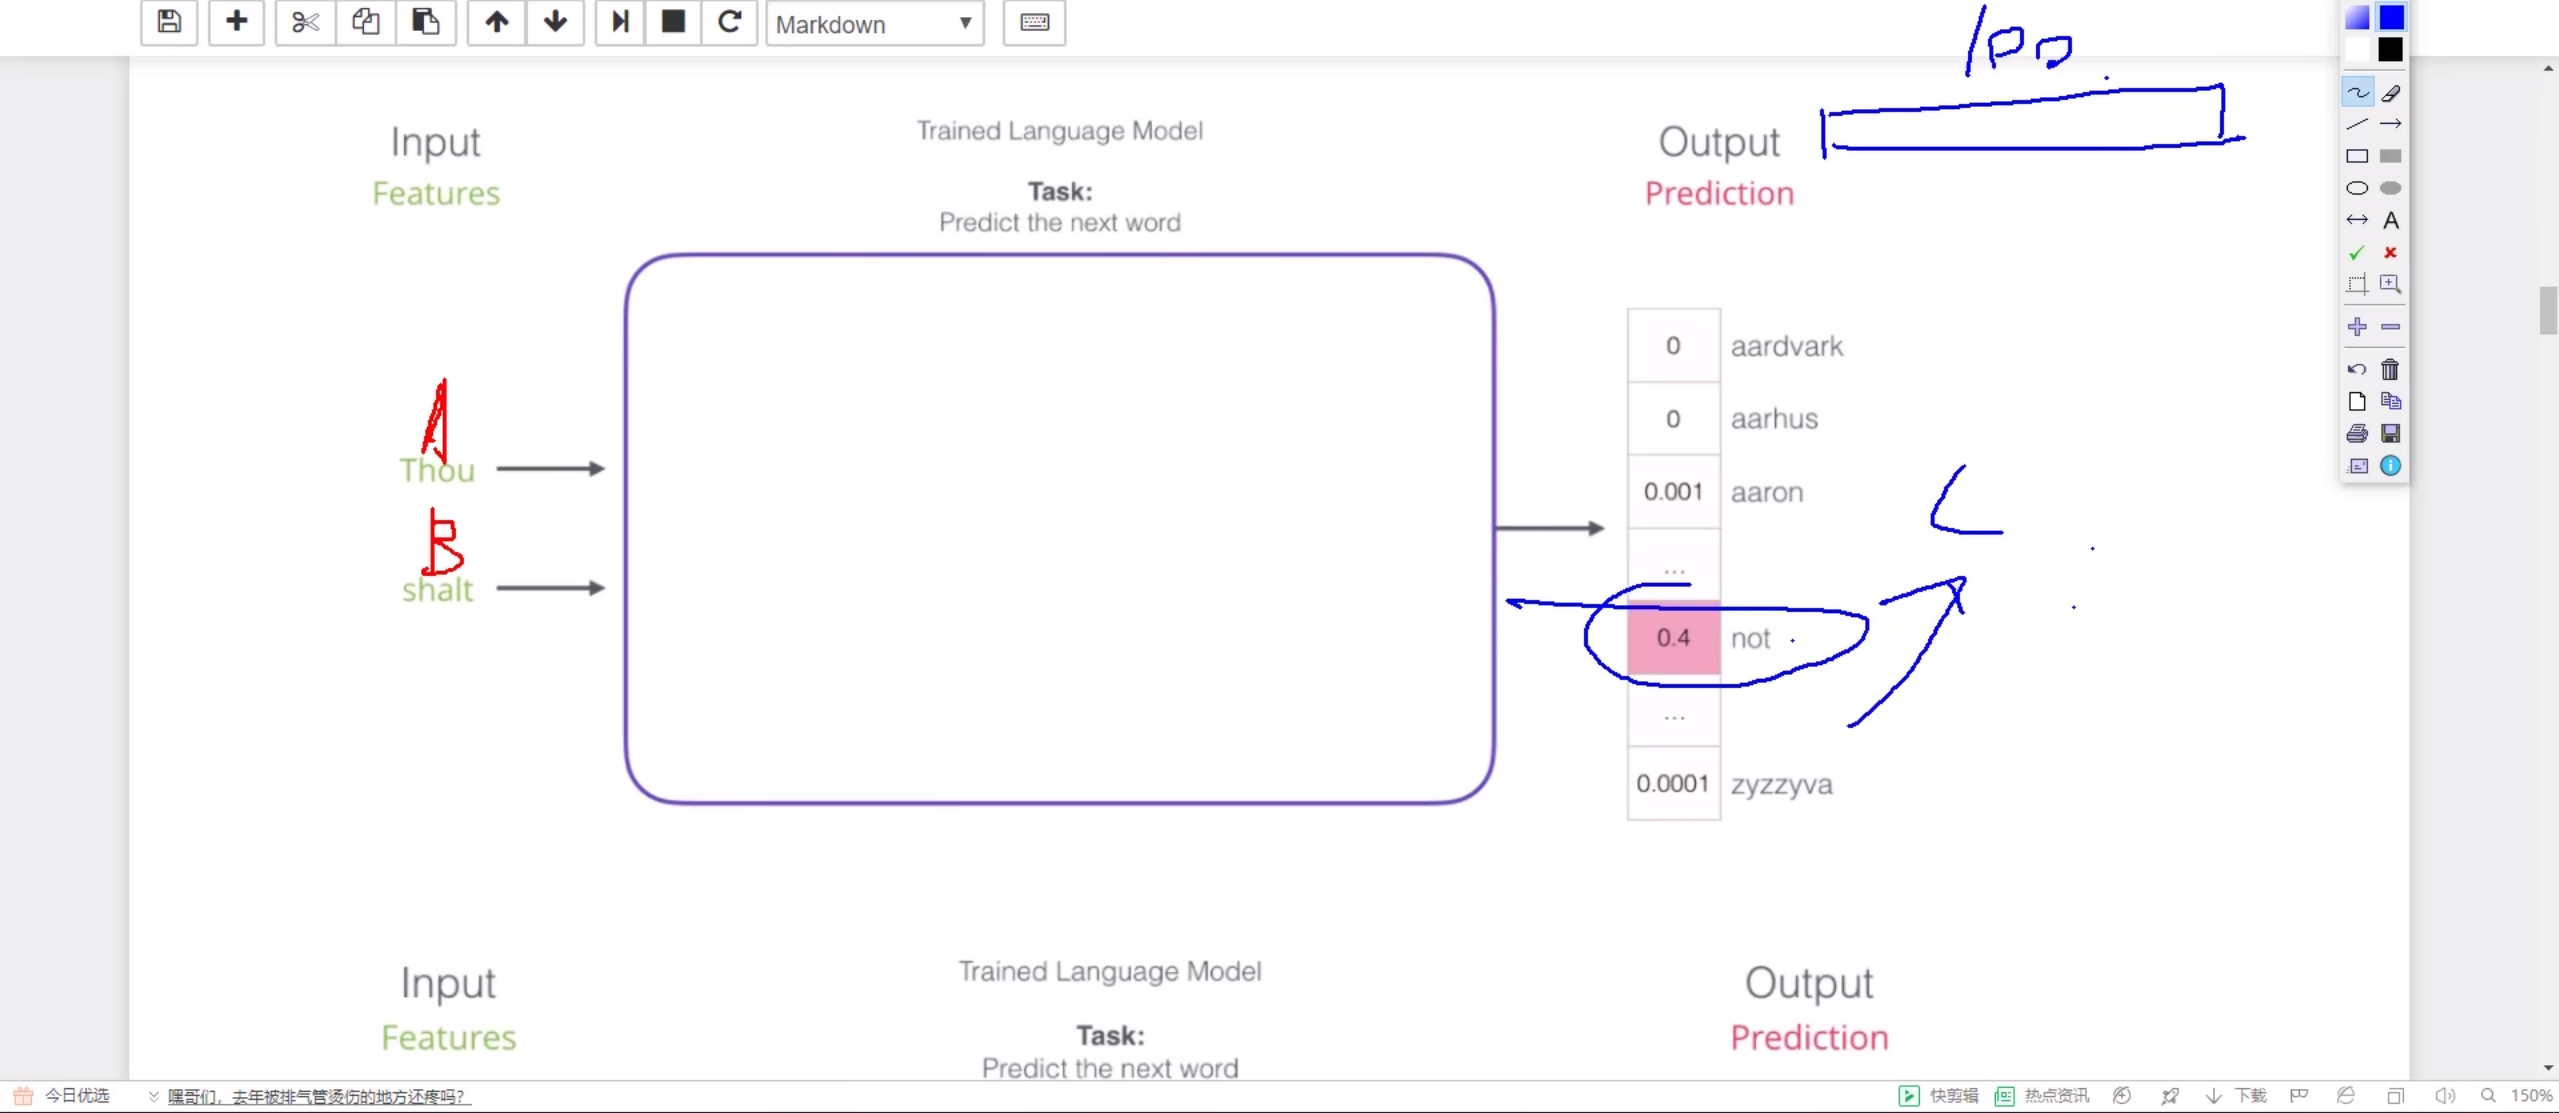 Markdown
100
Input
Trained Language Model
Output
Features
Task:
Prediction
Predict the next word
0 aardvark
A
0 aarhus
Thou
0.001 aaron
B
...
shalt
0.4 not
...
0.0001 zyzzyva
Input
Trained Language Model
Output
Features
Task:
Prediction
Predict the next word
今日优选
嘿哥们，去年被排气管烫伤的地方还疼吗?
快剪辑
热点资讯
下载
150%